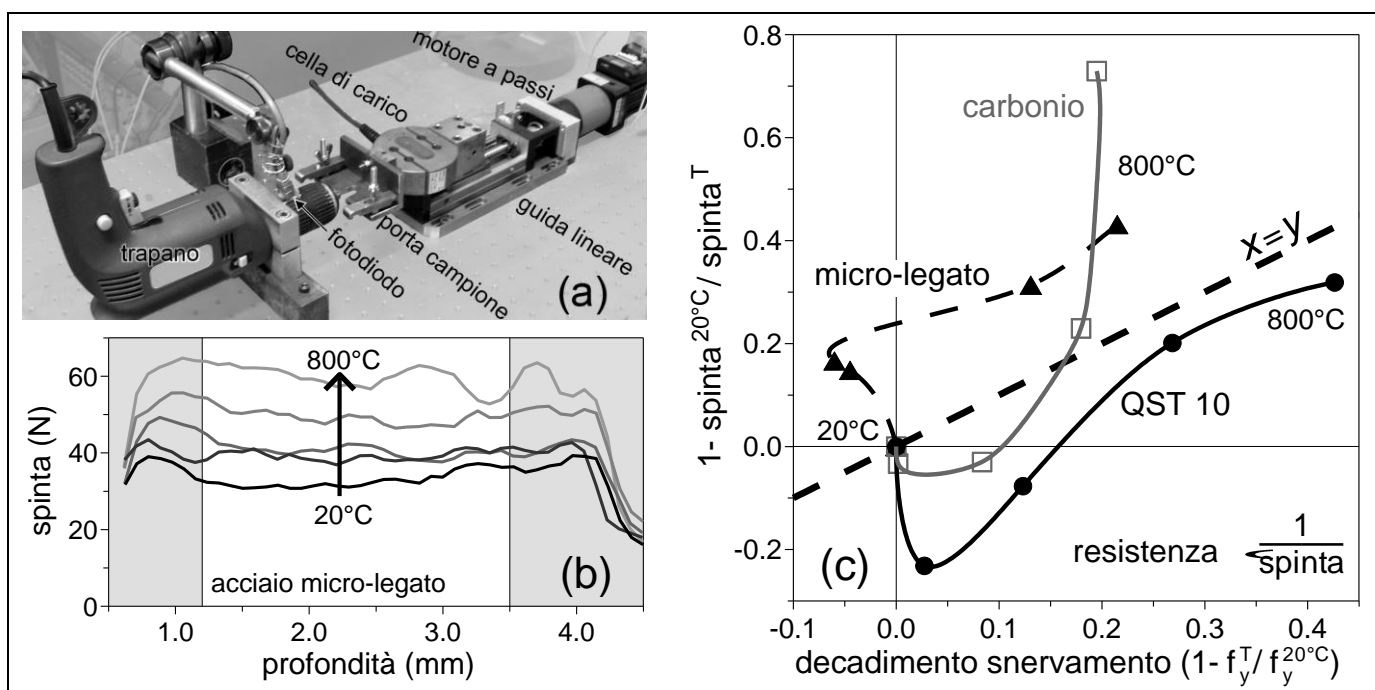 motore a passi
cella di carico
trapano
fotodiodo
porta campione
guida lineare
(a)
60
40
20
0
spinta (N)
800°C
20°C
acciaio micro-legato
(b)
1.0
2.0
3.0
4.0
profondità (mm)
0.8
0.6
0.4
0.2
0.0
-0.2
1- spinta^20°C / spinta^T
carbonio
800°C
x=y
micro-legato
800°C
20°C
QST 10
(c)
resistenza ∝ 1/spinta
-0.1
0.0
0.1
0.2
0.3
0.4
decadimento snervamento (1- f_y^T / f_y^20°C)